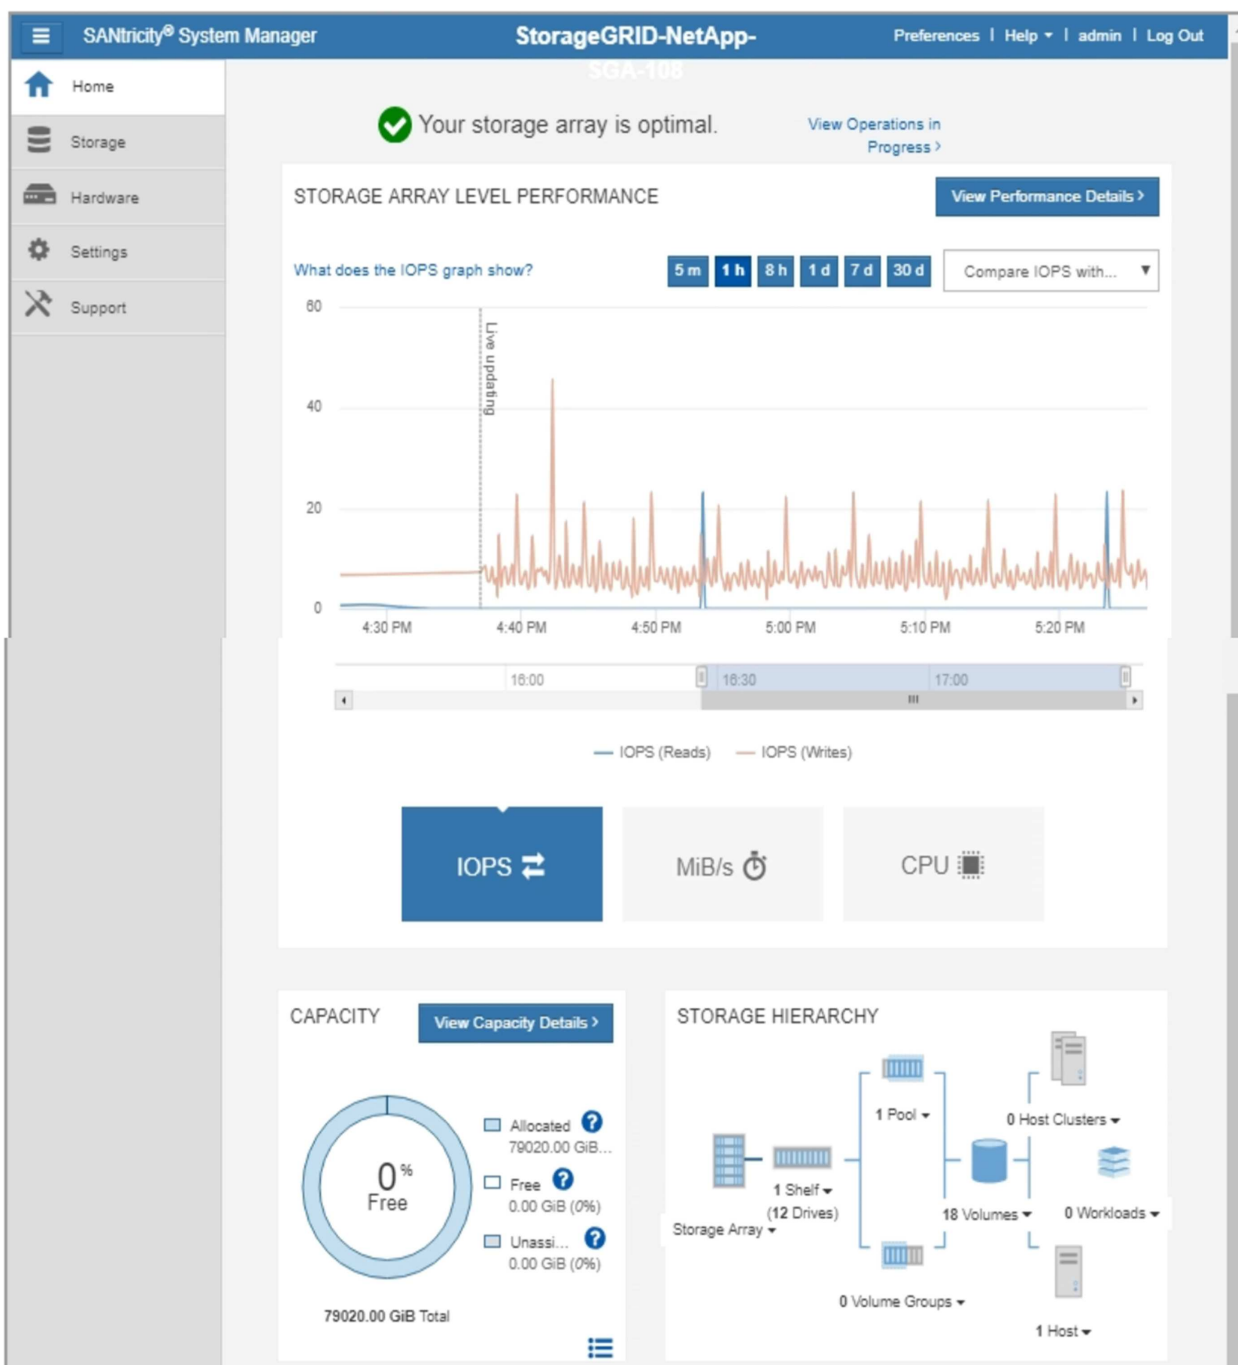 SANtricity® System Manager
StorageGRID-NetApp-
SGA-108
Preferences | Help | admin | Log Out
Home
Storage
Hardware
Settings
Support
Your storage array is optimal.
View Operations in
Progress >
STORAGE ARRAY LEVEL PERFORMANCE
View Performance Details >
What does the IOPS graph show?
5 m 1 h 8 h 1 d 7 d 30 d
Compare IOPS with...
60
40
20
0
Live updating
4:30 PM 4:40 PM 4:50 PM 5:00 PM 5:10 PM 5:20 PM
16:00 16:30 17:00
IOPS (Reads) IOPS (Writes)
IOPS
MiB/s
CPU
CAPACITY
View Capacity Details >
0%
Free
Allocated ?
79020.00 GiB...
Free ?
0.00 GiB (0%)
Unassi... ?
0.00 GiB (0%)
79020.00 GiB Total
STORAGE HIERARCHY
1 Pool
0 Host Clusters
1 Shelf
(12 Drives)
Storage Array
18 Volumes
0 Workloads
0 Volume Groups
1 Host